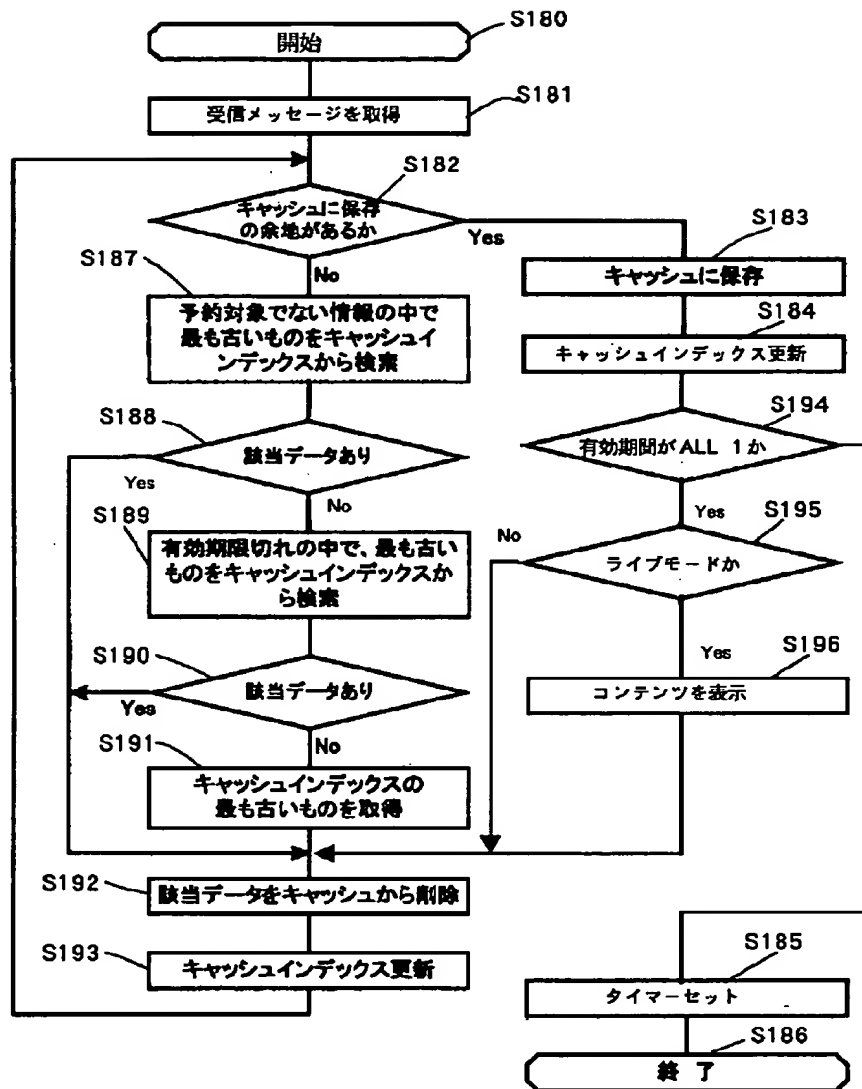 S180
開始
S181
受信メッセージを取得
S182
キャッシュに保存
の余地があるか
Yes
No
S183
キャッシュに保存
S184
キャッシュインデックス更新
S187
予約対象でない情報の中で
最も古いものをキャッシュイ
ンデックスから検索
S188
該当データあり
Yes
No
S194
有効期間がALL 1か
Yes
S189
有効期限切れの中で、最も古い
ものをキャッシュインデックスか
ら検索
S195
ライブモードか
No
Yes
S190
該当データあり
Yes
No
S196
コンテンツを表示
S191
キャッシュインデックスの
最も古いものを取得
S192
該当データをキャッシュから削除
S193
キャッシュインデックス更新
S185
タイマーセット
S186
終了